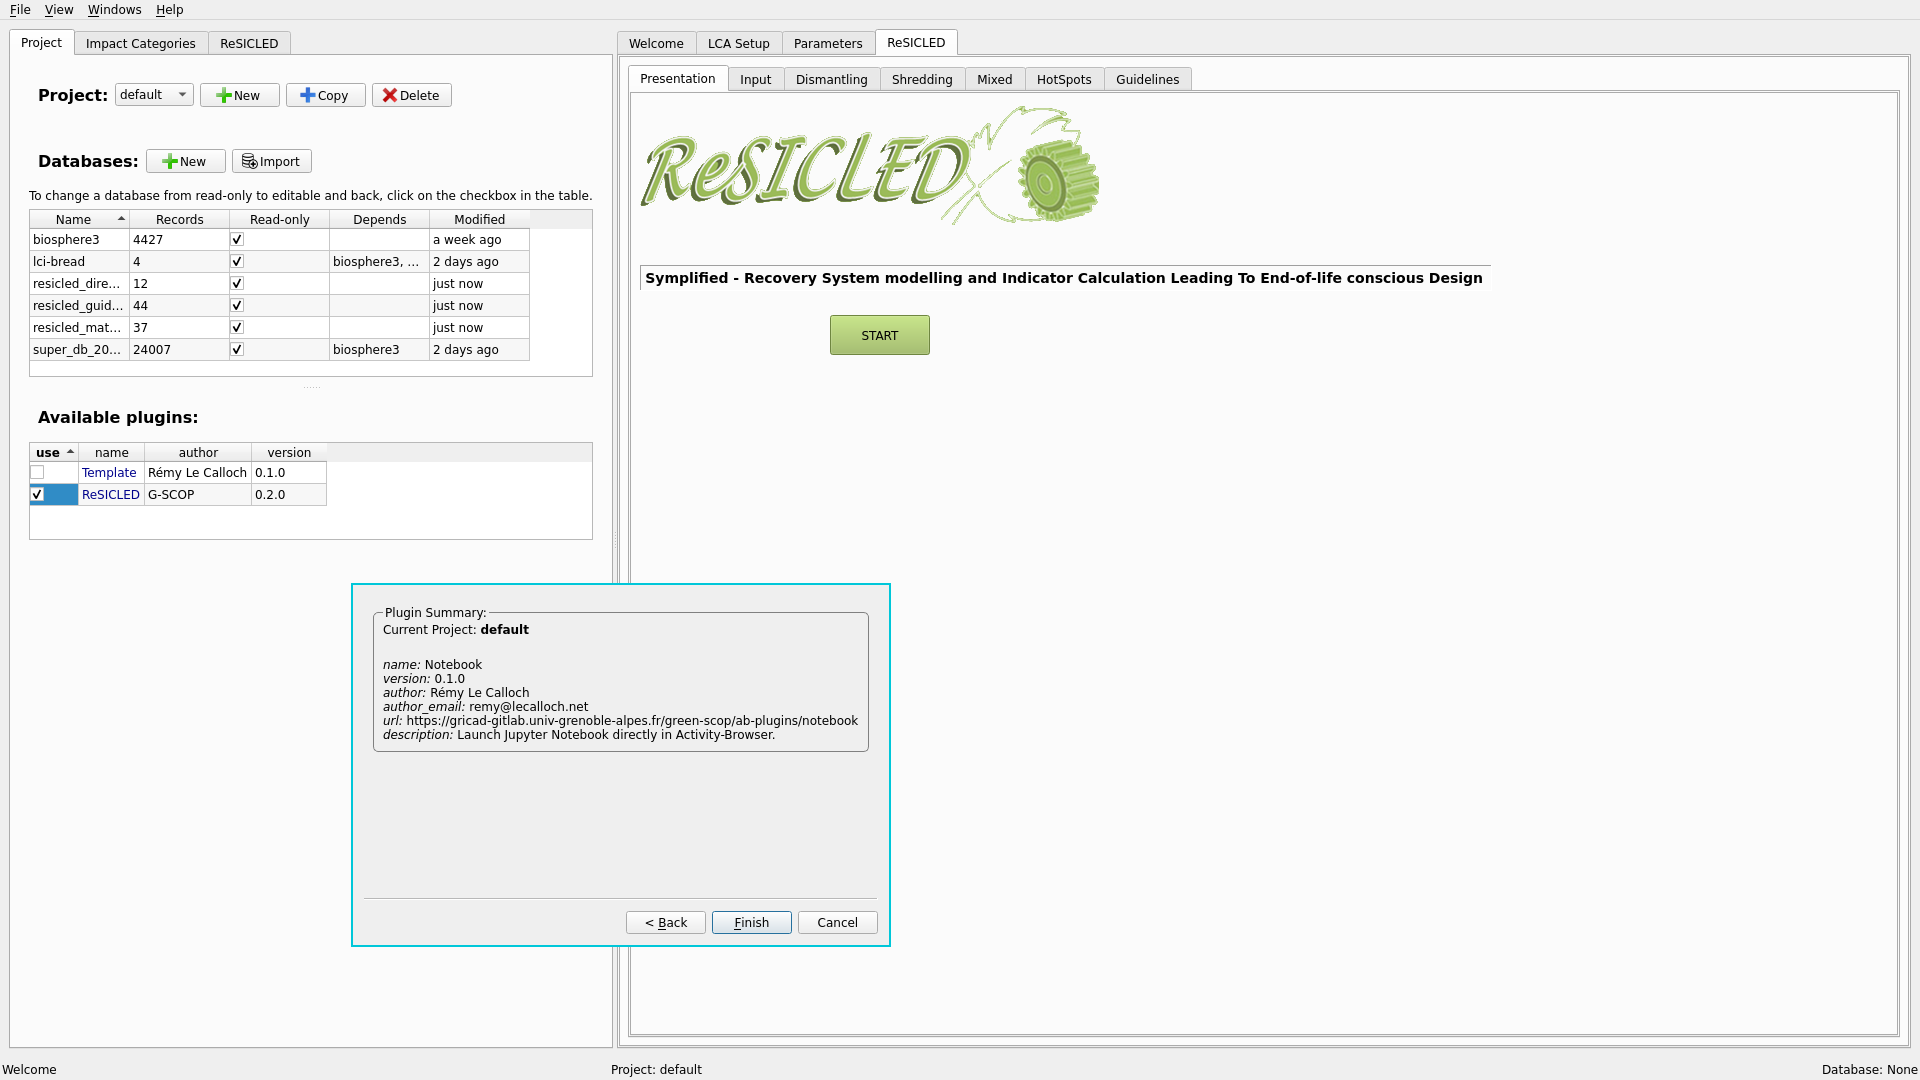 File View Windows Help
Project Impact Categories ReSICLED
Project: default New Copy Delete
Databases: New Import
To change a database from read-only to editable and back, click on the checkbox in the table.
Name Records Read-only Depends Modified
biosphere3 4427 a week ago
lci-bread 4 biosphere3, ... 2 days ago
resicled_dire... 12 just now
resicled_guid... 44 just now
resicled_mat... 37 just now
super_db_20... 24007 biosphere3 2 days ago
Available plugins:
use name author version
Template Rémy Le Calloch 0.1.0
ReSICLED G-SCOP 0.2.0
Welcome LCA Setup Parameters ReSICLED
Presentation Input Dismantling Shredding Mixed HotSpots Guidelines
ReSICLED
Symplified - Recovery System modelling and Indicator Calculation Leading To End-of-life conscious Design
START
Plugin Summary:
Current Project: default
name: Notebook
version: 0.1.0
author: Rémy Le Calloch
author_email: remy@lecalloch.net
url: https://gricad-gitlab.univ-grenoble-alpes.fr/green-scop/ab-plugins/notebook
description: Launch Jupyter Notebook directly in Activity-Browser.
< Back Finish Cancel
Welcome Project: default Database: None